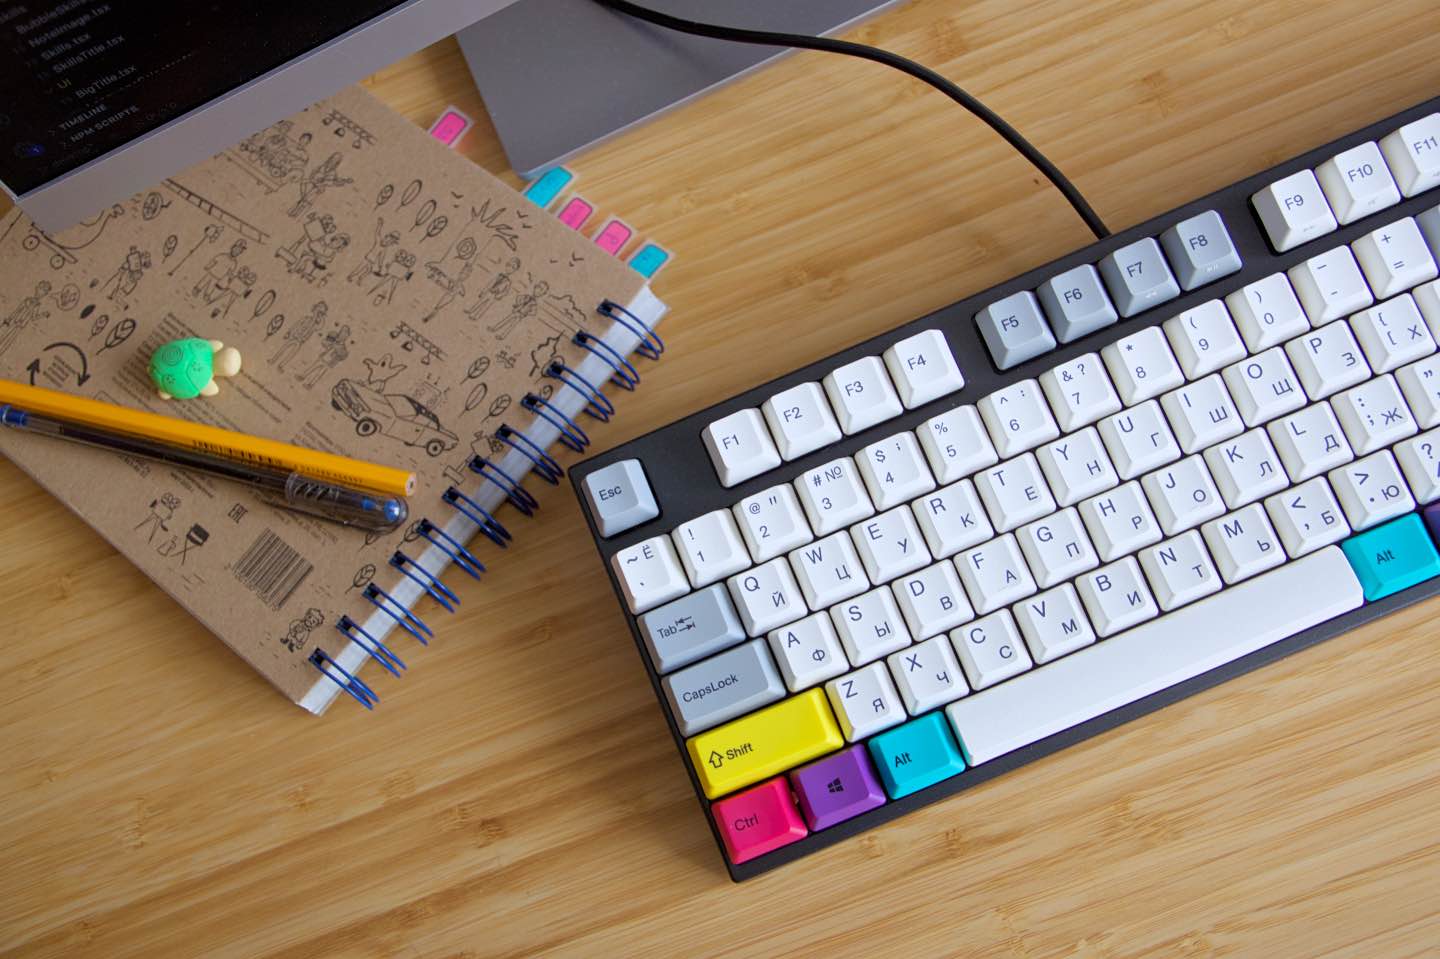 Skills
BubbleSkills
NoteImage.tsx
Skills.tsx
SkillsTitle.tsx
UI
BigTitle.tsx
TIMELINE
NPM SCRIPTS
EAC
Esc
F1 F2 F3 F4
F5 F6 F7 F8
F9 F10 F11
~ Ё `
! 1
@ " 2
# № 3
$ ; 4
% 5
^ : 6
& ? 7
* 8
( 9
) 0
- _
+ =
Tab
Q Й
W Ц
E У
R К
T Е
Y Н
U Г
I Ш
O Щ
P З
{ [ Х
CapsLock
A Ф
S Ы
D В
F А
G П
H Р
J О
K Л
L Д
: ; Ж
"
Shift
Z Я
X Ч
C С
V М
B И
N Т
M Ь
< , Б
> . Ю
? /
Ctrl
Alt
Alt